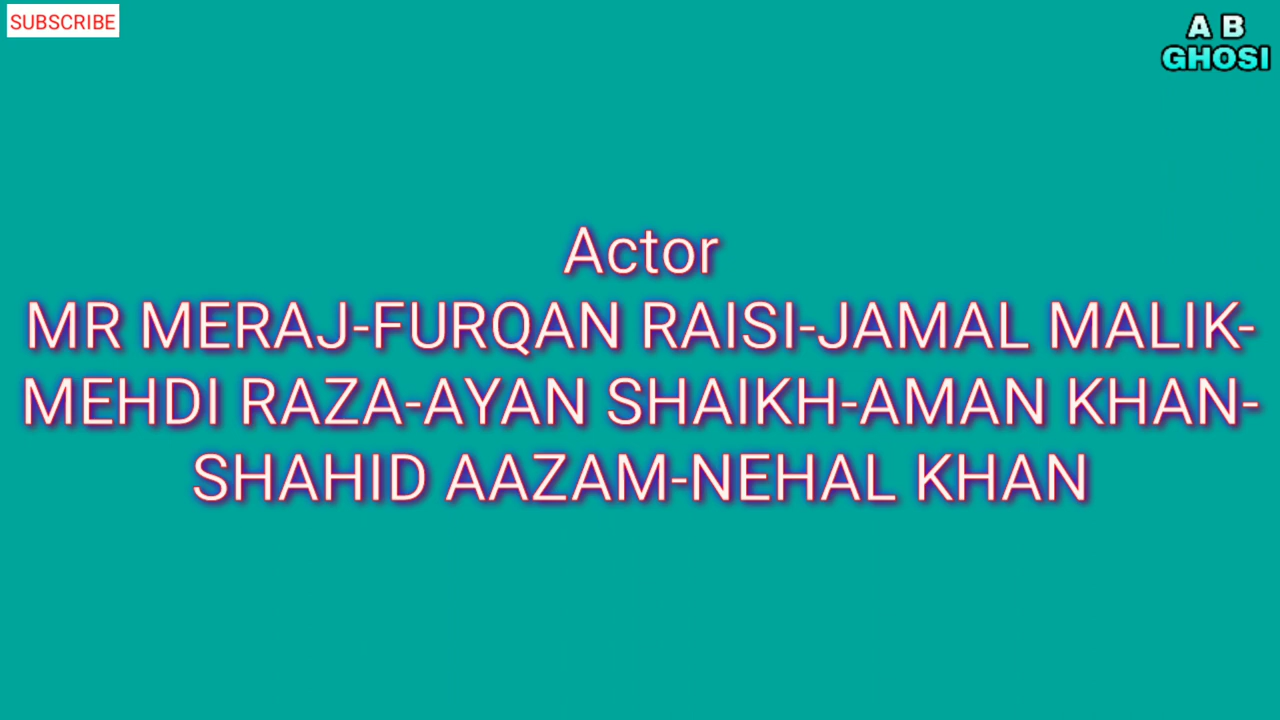 SUBSCRIBE
A B
GHOSI
Actor
MR MERAJ-FURQAN RAISI-JAMAL MALIK-
MEHDI RAZA-AYAN SHAIKH-AMAN KHAN-
SHAHID AAZAM-NEHAL KHAN